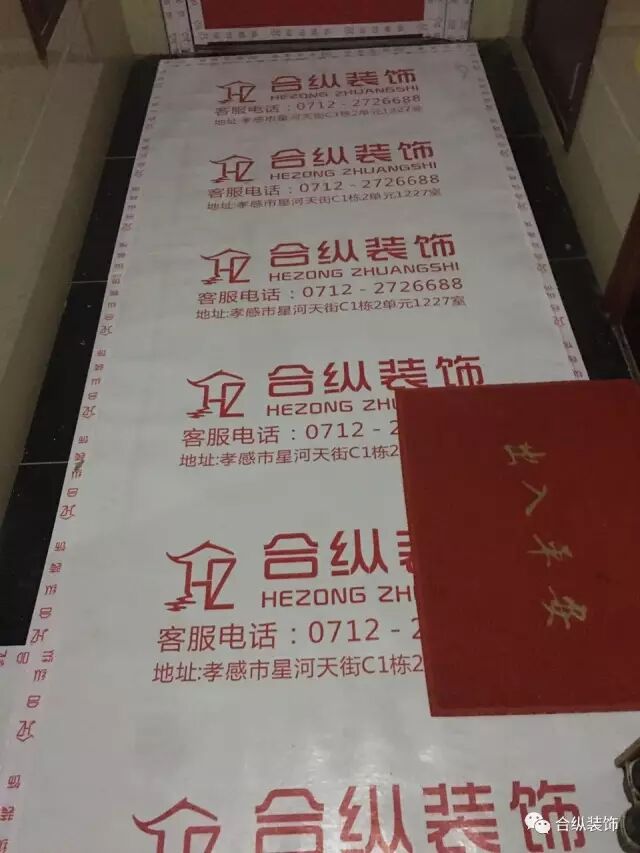 合纵装饰
HEZONG ZHUANGSHI
客服电话：0712 - 2726688
地址:孝感市星河天街C1栋2单元1227室
合纵装饰
HEZONG ZHUANGSHI
客服电话：0712 - 2726688
地址:孝感市星河天街C1栋2单元1227室
合纵装饰
HEZONG ZHUANGSHI
客服电话：0712 - 2726688
地址:孝感市星河天街C1栋2单元1227室
合纵装饰
HEZONG ZHU
客服电话：0712 - 2
地址:孝感市星河天街C1栋2
出入平安
合纵装
HEZONG ZHU
客服电话：0712 - 2
地址:孝感市星河天街C1栋2
合纵装饰
合纵装饰